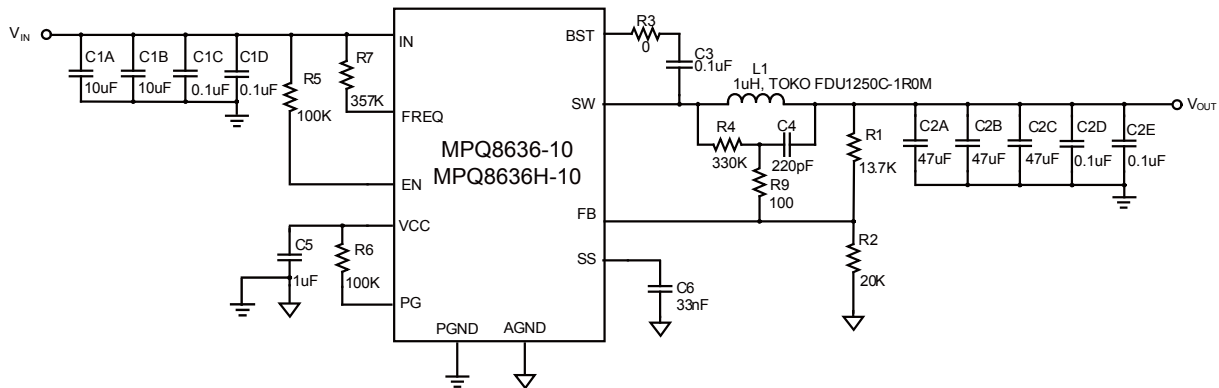 VIN
C1A
10uF
C1B
10uF
C1C
0.1uF
C1D
0.1uF
R5
100K
R7
357K
IN
FREQ
EN
VCC
PG
PGND
AGND
BST
SW
FB
SS
MPQ8636-10
MPQ8636H-10
C5
1uF
R6
100K
R3
0
C3
0.1uF
L1
1uH, TOKO FDU1250C-1R0M
R4
330K
C4
220pF
R9
100
R1
13.7K
R2
20K
C6
33nF
C2A
47uF
C2B
47uF
C2C
47uF
C2D
0.1uF
C2E
0.1uF
VOUT